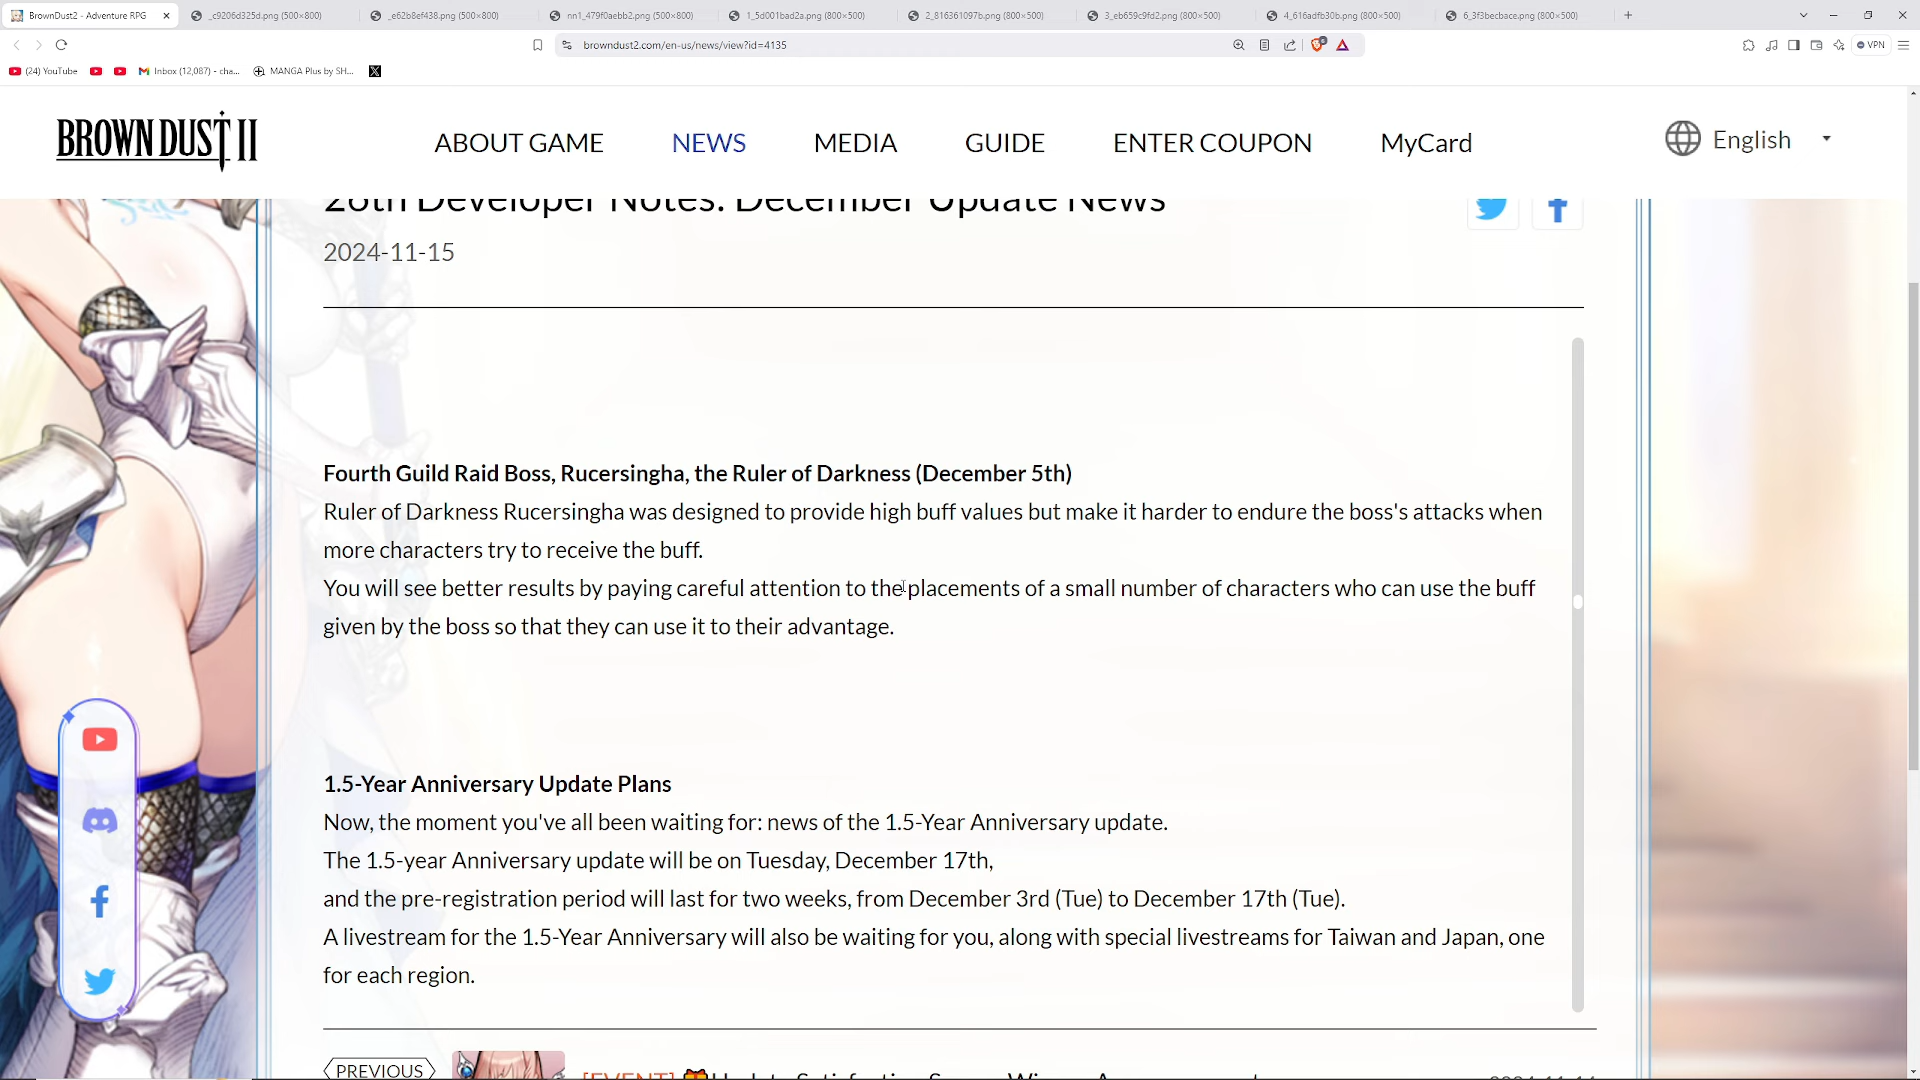 BrownDust2 - Adventure RPG
_c9206d325d.png (500×800)
_e62b8ef438.png (500×800)
nn1_479f0aebb2.png (500×800)
1_5d001bad2a.png (800×500)
2_816361097b.png (800×500)
3_eb659c9fd2.png (800×500)
4_616adfb30b.png (800×500)
6_3f3becbace.png (800×500)
browndust2.com/en-us/news/view?id=4135
VPN
(24) YouTube
Inbox (12,087) - cha...
MANGA Plus by SH...
BROWN DUST II
ABOUT GAME
NEWS
MEDIA
GUIDE
ENTER COUPON
MyCard
English
Developer Notes: December Update News
2024-11-15
Fourth Guild Raid Boss, Rucersingha, the Ruler of Darkness (December 5th)
Ruler of Darkness Rucersingha was designed to provide high buff values but make it harder to endure the boss's attacks when
more characters try to receive the buff.
You will see better results by paying careful attention to the placements of a small number of characters who can use the buff
given by the boss so that they can use it to their advantage.
1.5-Year Anniversary Update Plans
Now, the moment you've all been waiting for: news of the 1.5-Year Anniversary update.
The 1.5-year Anniversary update will be on Tuesday, December 17th,
and the pre-registration period will last for two weeks, from December 3rd (Tue) to December 17th (Tue).
A livestream for the 1.5-Year Anniversary will also be waiting for you, along with special livestreams for Taiwan and Japan, one
for each region.
PREVIOUS
[EVENT]